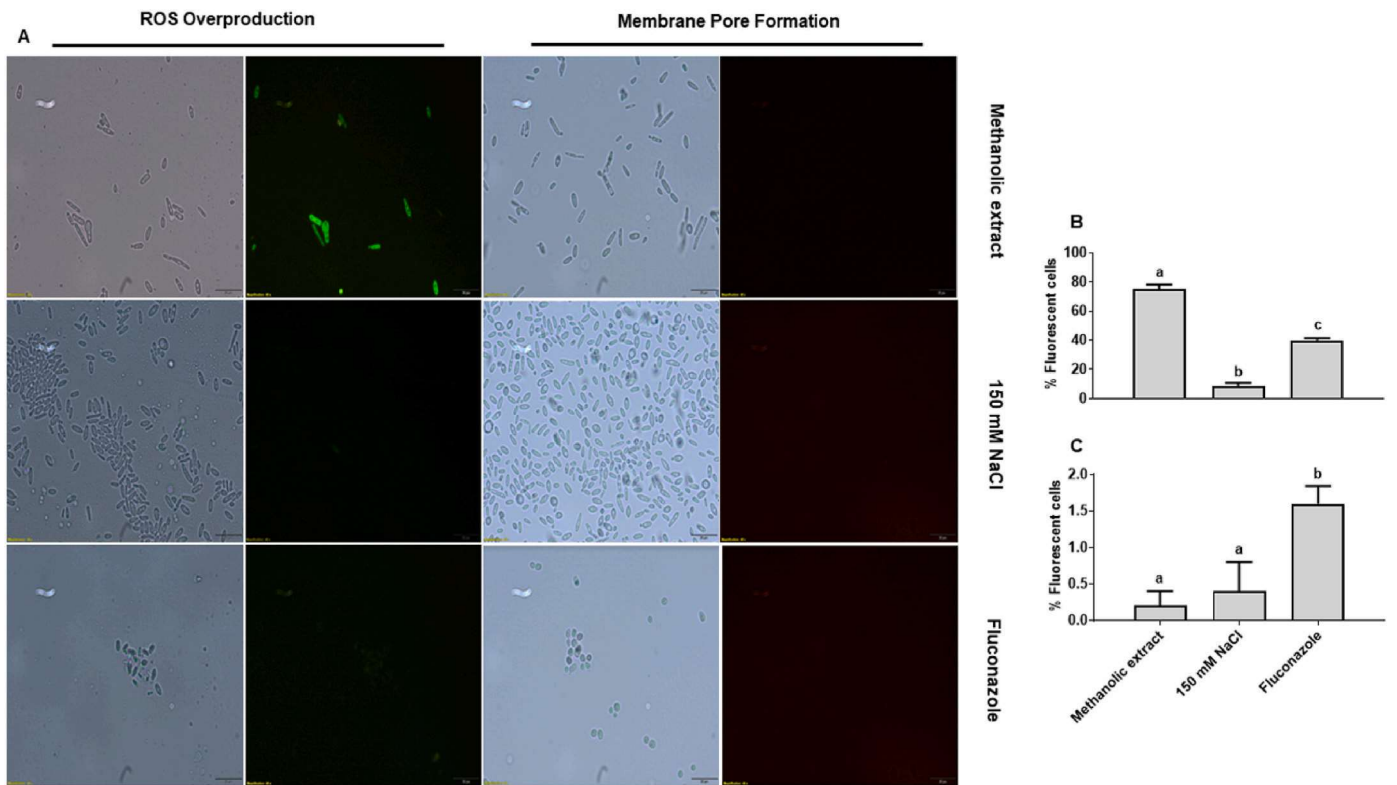 ROS Overproduction
Membrane Pore Formation
A
Methanolic extract
150 mM NaCl
Fluconazole
B
100
80
60
40
20
0
% Fluorescent cells
a
b
c
C
2.0
1.5
1.0
0.5
0.0
% Fluorescent cells
a
a
b
Methanolic extract
150 mM NaCl
Fluconazole